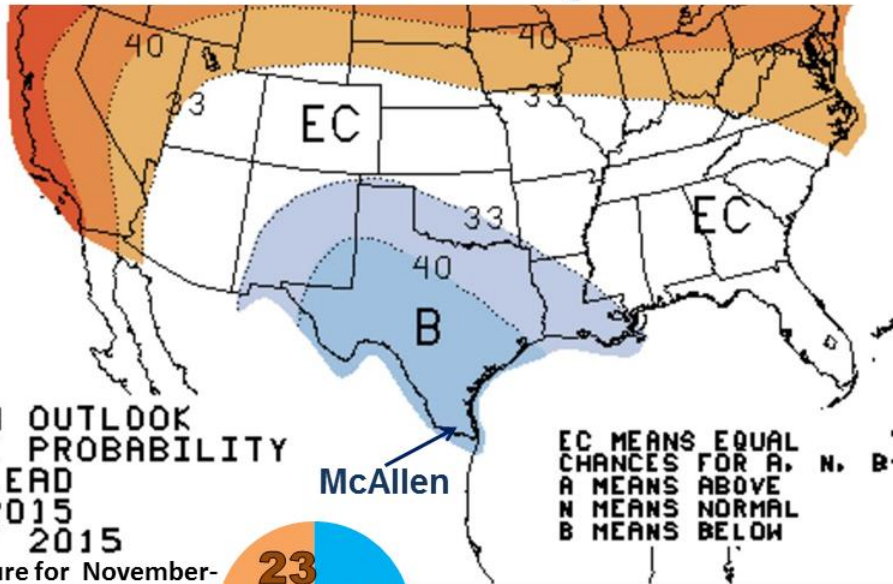 40
40
33
33
EC
33
EC
40
B
OUTLOOK
PROBABILITY
EAD
015
2015
McAllen
EC MEANS EQUAL
CHANCES FOR A, N, B
A MEANS ABOVE
N MEANS NORMAL
B MEANS BELOW
ure for November-
23